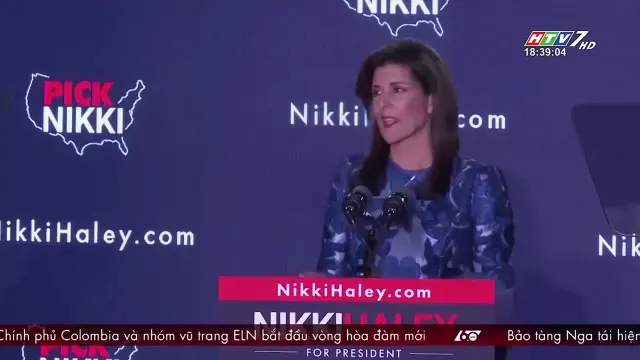 NIKKI
HTV7 HD
18:39:04
PICK
NIKKI
NikkiHaley.com
NikkiHaley.com
NikkiHaley.com
NIKKI HALEY
FOR PRESIDENT
Chính phủ Colombia và nhóm vũ trang ELN bắt đầu vòng hòa đàm mới
60
Bảo tàng Nga tái hiện